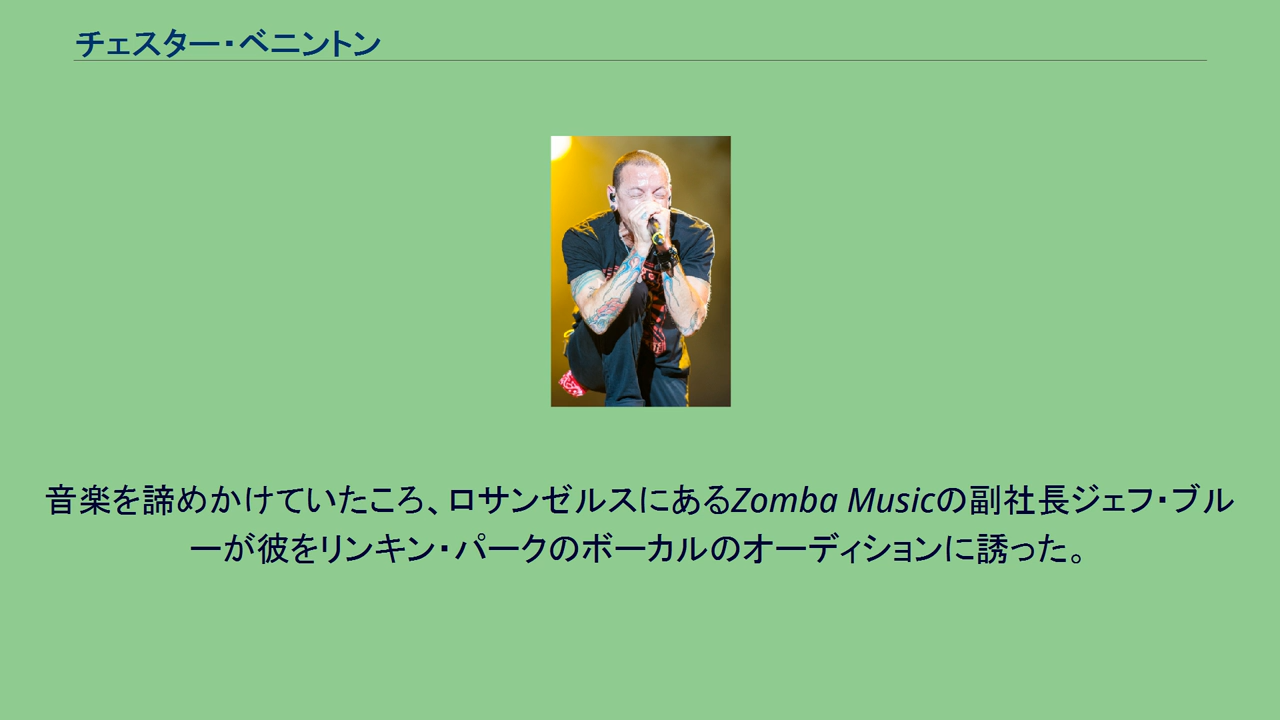 チェスター・ベニントン
音楽を諦めかけていたころ、ロサンゼルスにあるZomba Musicの副社長ジェフ・ブル
ーが彼をリンキン・パークのボーカルのオーディションに誘った。